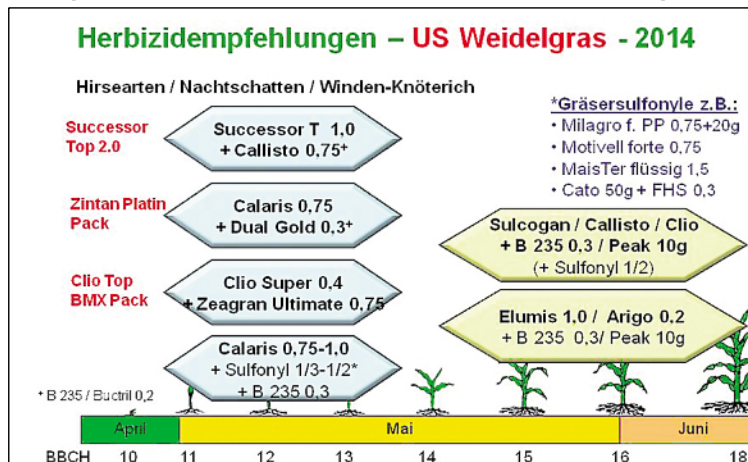 Herbizidempfehlungen – US Weidelgras - 2014
Hirsearten / Nachtschatten / Winden-Knöterich
Successor
Top 2.0
Successor T 1,0
+ Callisto 0,75⁺
Zintan Platin
Pack
Calaris 0,75
+ Dual Gold 0,3⁺
Clio Top
BMX Pack
Clio Super 0.4
+ Zeagran Ultimate 0,75
Calaris 0,75-1,0
+ Sulfonyl 1/3-1/2*
+ B 235 0,3
*Gräsersulfonyle z.B.:
• Milagro f. PP 0,75+20g
• Motivell forte 0,75
• MaisTer flüssig 1,5
• Cato 50g + FHS 0,3
Sulcogan / Callisto / Clio
+ B 235 0,3 / Peak 10g
(+ Sulfonyl 1/2)
Elumis 1,0 / Arigo 0,2
+ B 235 0,3/ Peak 10g
⁺ B 235 / Buctril 0,2
April Mai Juni
BBCH 10 11 12 13 14 15 16 18